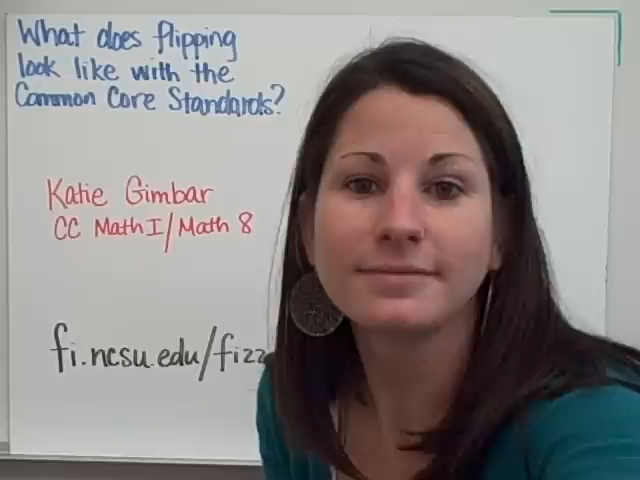 What does flipping
look like with the
Common Core Standards?
Katie Gimbar
CC Math I/Math 8
fi.ncsu.edu/fizz